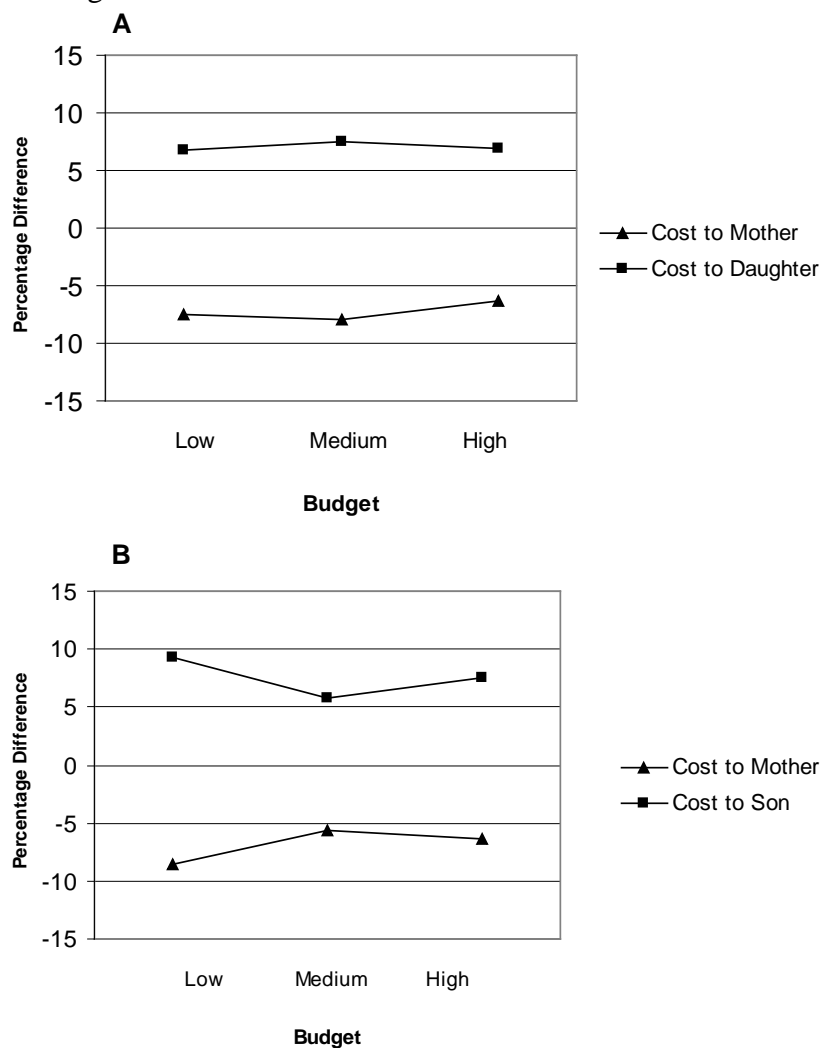 A
15
10
5
0
-5
-10
-15
Percentage Difference
Low Medium High
Budget
Cost to Mother
Cost to Daughter
B
15
10
5
0
-5
-10
-15
Percentage Difference
Low Medium High
Budget
Cost to Mother
Cost to Son